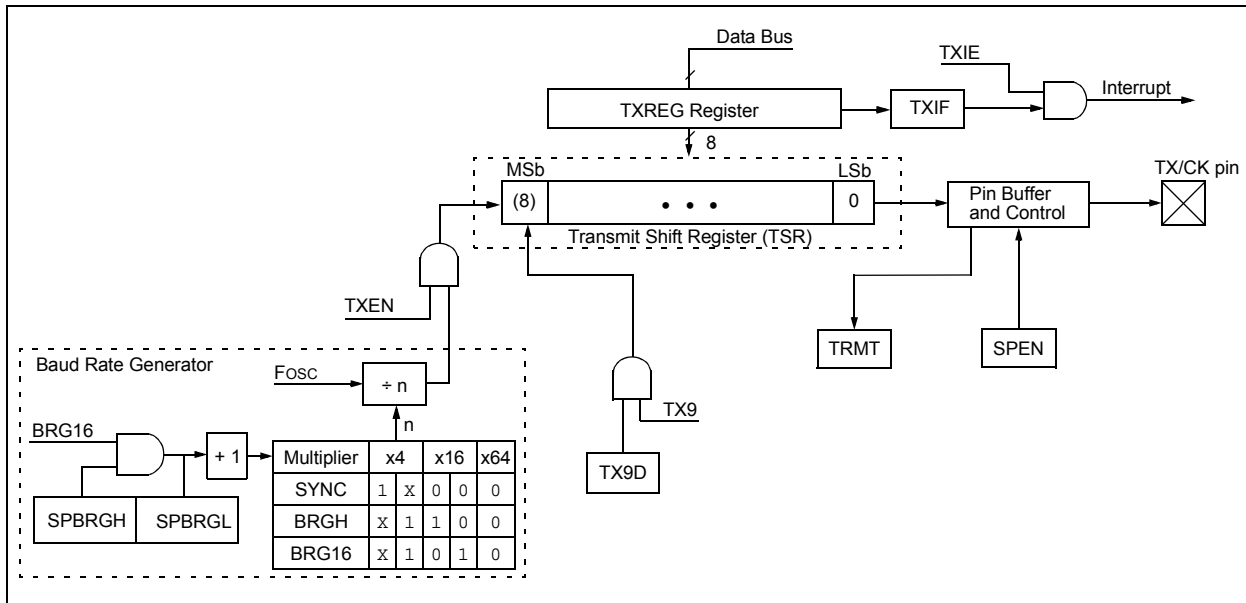 Data Bus
TXIE
Interrupt
TXREG Register
TXIF
8
MSb
LSb
TX/CK pin
(8)
• • •
0
Pin Buffer
and Control
Transmit Shift Register (TSR)
TXEN
TRMT
SPEN
Baud Rate Generator
FOSC
÷ n
TX9
n
BRG16
+ 1
Multiplier x4 x16 x64
TX9D
SYNC 1 X 0 0 0
SPBRGH SPBRGL
BRGH X 1 1 0 0
BRG16 X 1 0 1 0